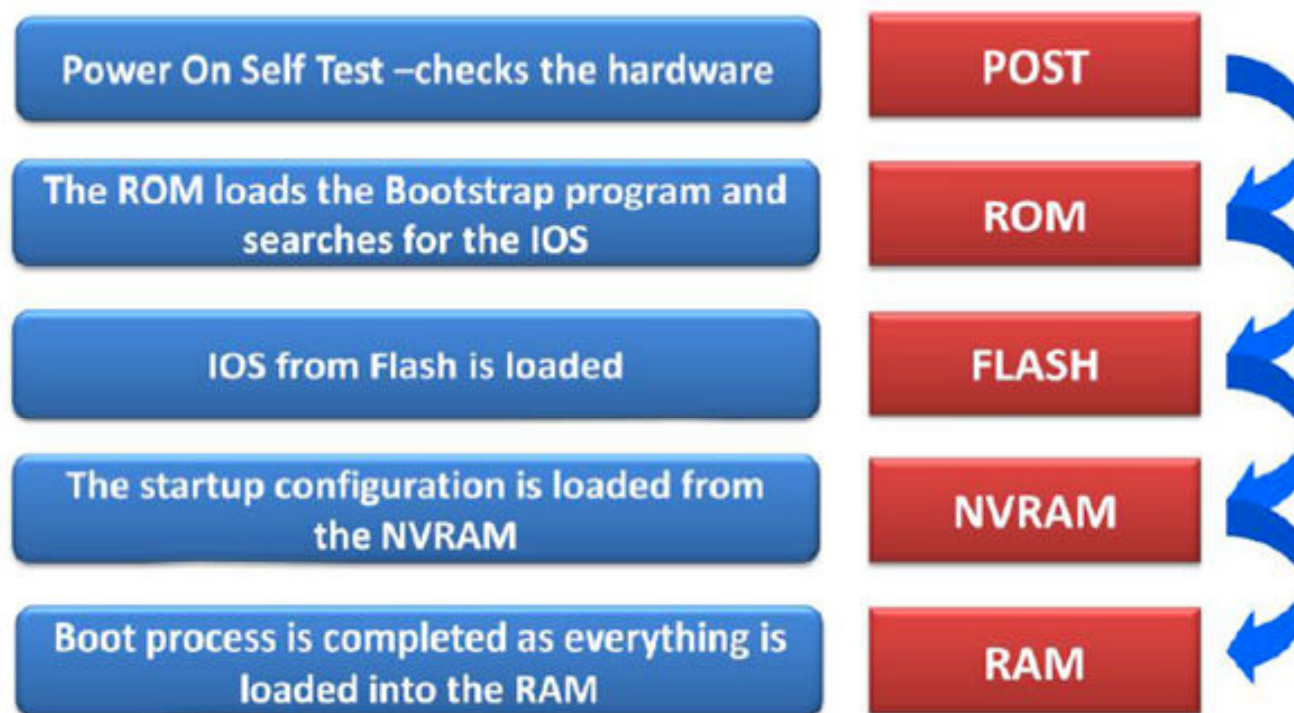 Power On Self Test –checks the hardware
POST
The ROM loads the Bootstrap program and
searches for the IOS
ROM
IOS from Flash is loaded
FLASH
The startup configuration is loaded from
the NVRAM
NVRAM
Boot process is completed as everything is
loaded into the RAM
RAM